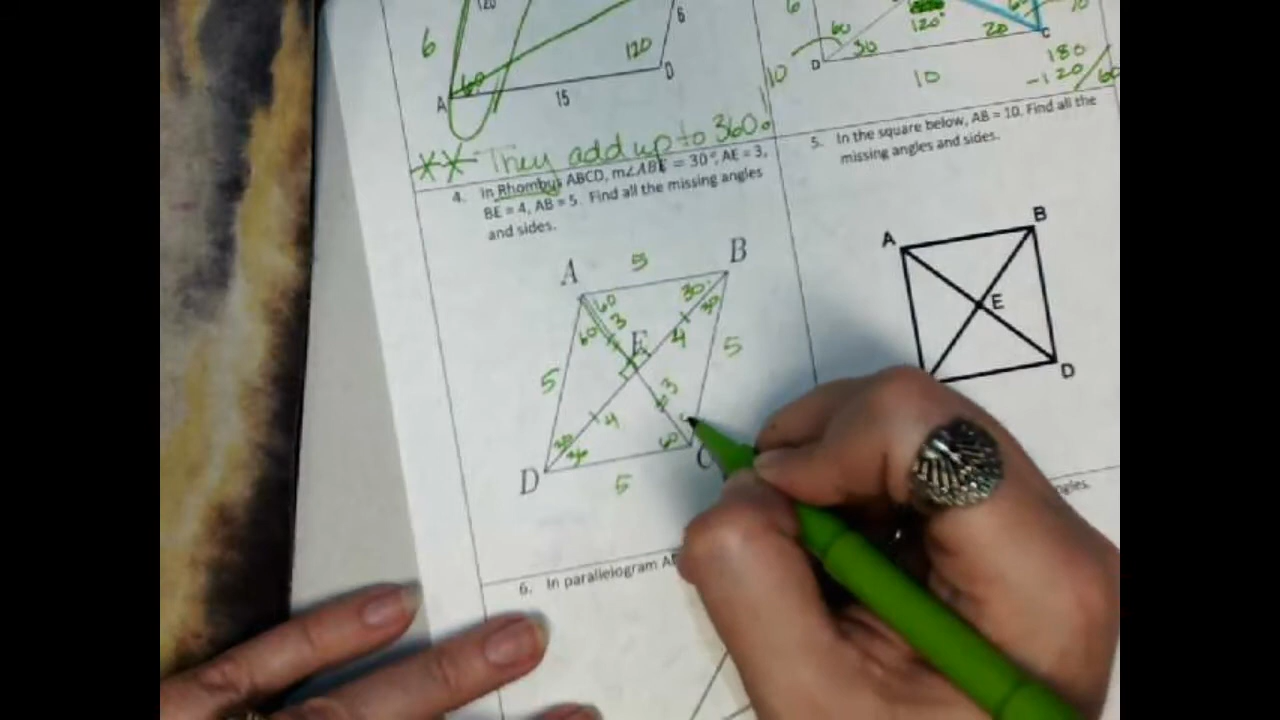 120
6
6
60
120
A
15
D
** They add up to 360°!
6
60
30
120°
20
10
D
C
10
10
180
-120
60
4. In Rhombus ABCD, m∠ABE = 30°, AE = 3,
BE = 4, AB = 5. Find all the missing angles
and sides.
A 5 B
60 30
60 3 30
E 4
5 5
3
4
30 60
30
D 5 C
5. In the square below, AB = 10. Find all the
missing angles and sides.
A B
E
D
6. In parallelogram